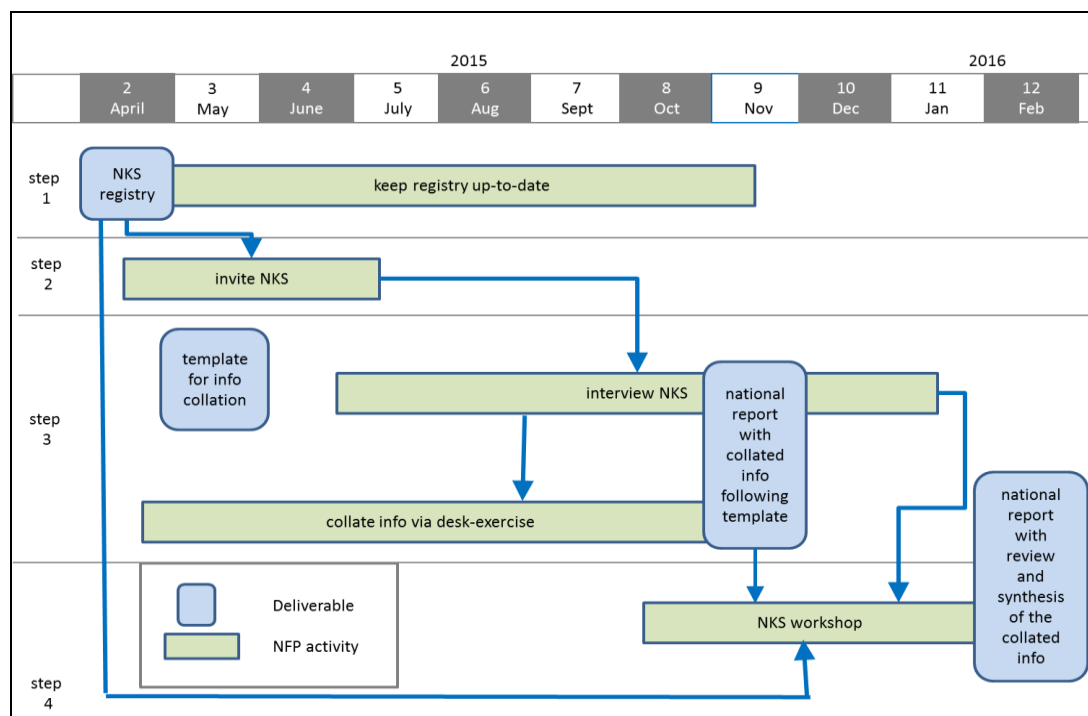 2015
2016
2
April
3
May
4
June
5
July
6
Aug
7
Sept
8
Oct
9
Nov
10
Dec
11
Jan
12
Feb
step
1
NKS
registry
keep registry up-to-date
step
2
invite NKS
step
3
template
for info
collation
interview NKS
national
report
with
collated
info
following
template
collate info via desk-exercise
national
report
with
review
and
synthesis
of the
collated
info
Deliverable
NFP activity
NKS workshop
step
4